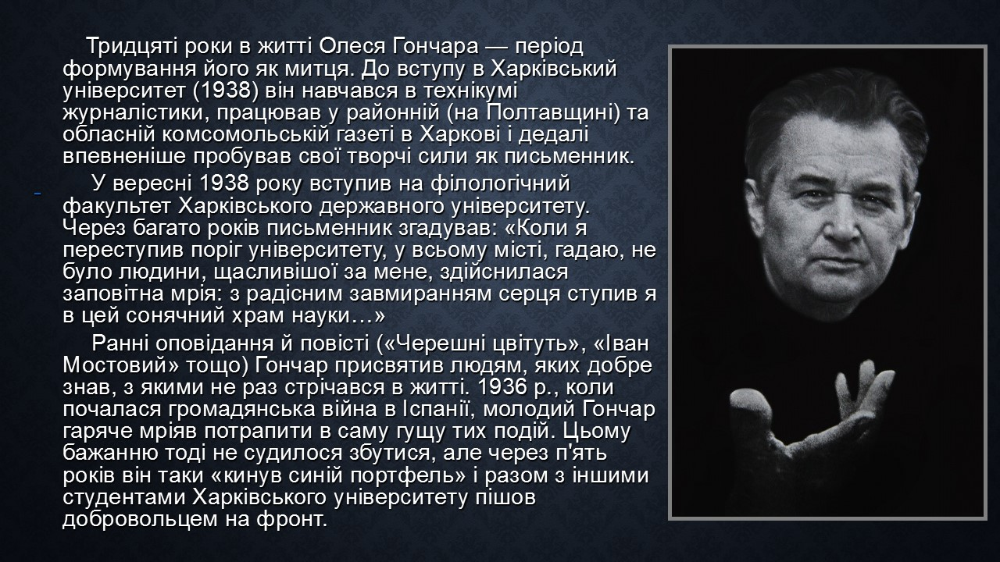 Тридцяті роки в житті Олеся Гончара — період
формування його як митця. До вступу в Харківський
університет (1938) він навчався в технікумі
журналістики, працював у районній (на Полтавщині) та
обласній комсомольській газеті в Харкові і дедалі
впевненіше пробував свої творчі сили як письменник.
У вересні 1938 року вступив на філологічний
факультет Харківського державного університету.
Через багато років письменник згадував: «Коли я
переступив поріг університету, у всьому місті, гадаю, не
було людини, щасливішої за мене, здійснилася
заповітна мрія: з радісним завмиранням серця ступив я
в цей сонячний храм науки…»
Ранні оповідання й повісті («Черешні цвітуть», «Іван
Мостовий» тощо) Гончар присвятив людям, яких добре
знав, з якими не раз стрічався в житті. 1936 р., коли
почалася громадянська війна в Іспанії, молодий Гончар
гаряче мріяв потрапити в саму гущу тих подій. Цьому
бажанню тоді не судилося збутися, але через п'ять
років він таки «кинув синій портфель» і разом з іншими
студентами Харківського університету пішов
добровольцем на фронт.